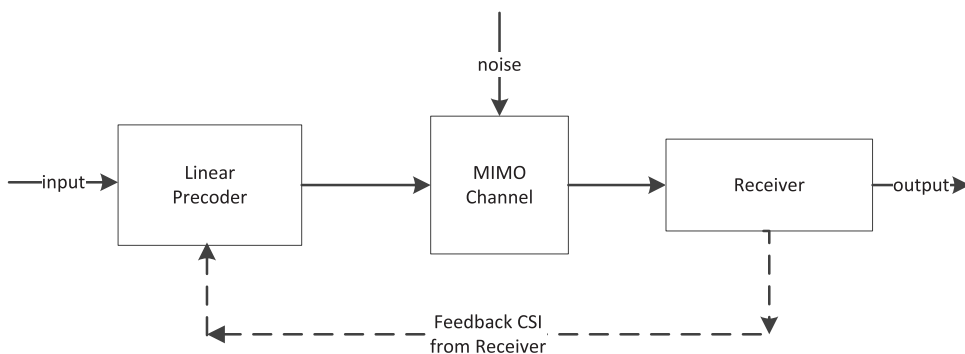 noise
input
Linear
Precoder
MIMO
Channel
Receiver
output
Feedback CSI
from Receiver